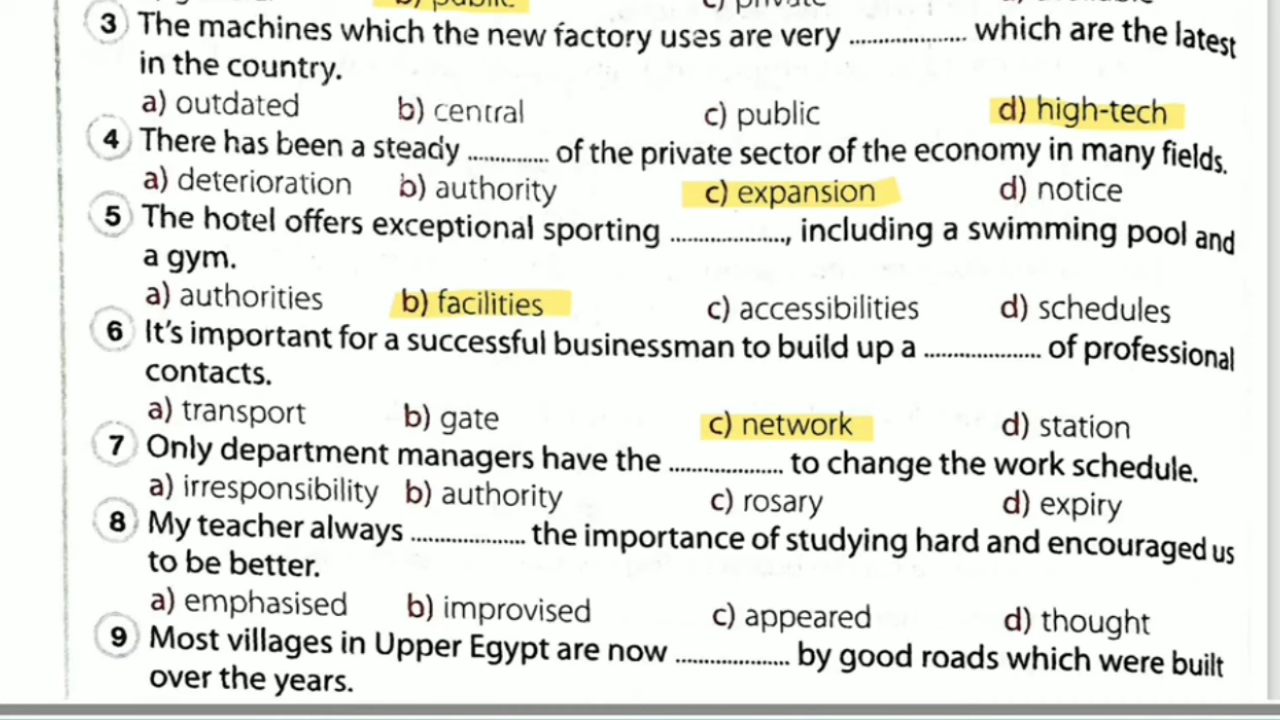 b) public c) private
3 The machines which the new factory uses are very .................. which are the latest
in the country.
a) outdated b) central c) public d) high-tech
4 There has been a steady .............. of the private sector of the economy in many fields.
a) deterioration b) authority c) expansion d) notice
5 The hotel offers exceptional sporting ...................., including a swimming pool and
a gym.
a) authorities b) facilities c) accessibilities d) schedules
6 It's important for a successful businessman to build up a .................... of professional
contacts.
a) transport b) gate c) network d) station
7 Only department managers have the .................... to change the work schedule.
a) irresponsibility b) authority c) rosary d) expiry
8 My teacher always .................... the importance of studying hard and encouraged us
to be better.
a) emphasised b) improvised c) appeared d) thought
9 Most villages in Upper Egypt are now .................... by good roads which were built
over the years.